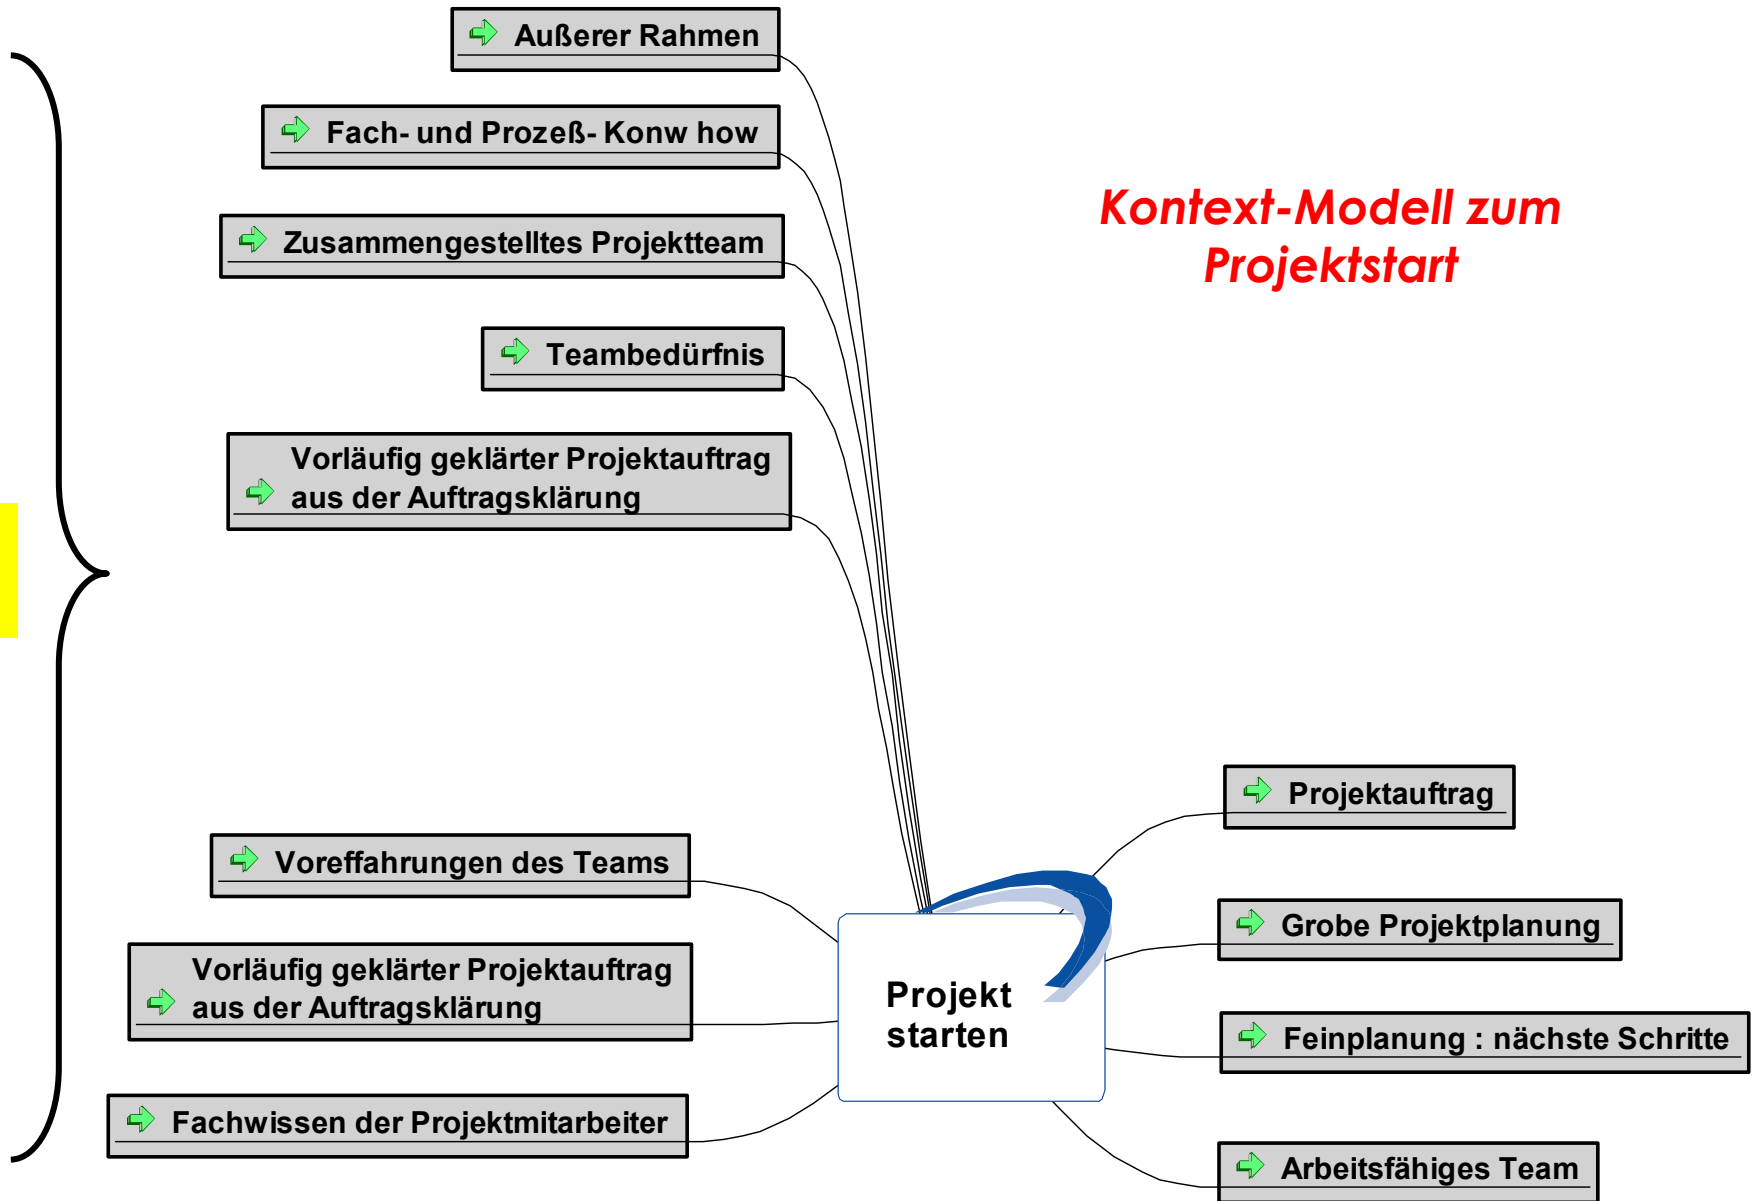 Außerer Rahmen
Fach- und Prozeß- Konw how
Zusammengestelltes Projektteam
Teambedürfnis
Vorläufig geklärter Projektauftrag
aus der Auftragsklärung
Voreffahrungen des Teams
Vorläufig geklärter Projektauftrag
aus der Auftragsklärung
Fachwissen der Projektmitarbeiter
Kontext-Modell zum
Projektstart
Projekt
starten
Projektauftrag
Grobe Projektplanung
Feinplanung : nächste Schritte
Arbeitsfähiges Team